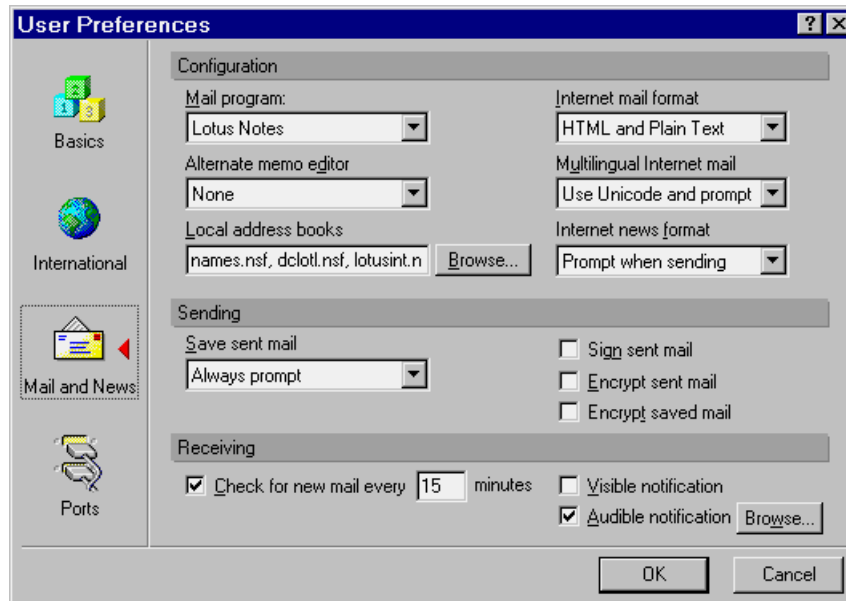 User Preferences
Configuration
Mail program:
Lotus Notes
Internet mail format
HTML and Plain Text
Alternate memo editor
None
Multilingual Internet mail
Use Unicode and prompt
Local address books
names.nsf, dclotl.nsf, lotusint.n
Browse...
Internet news format
Prompt when sending
Sending
Save sent mail
Always prompt
Sign sent mail
Encrypt sent mail
Encrypt saved mail
Receiving
Check for new mail every 15 minutes
Visible notification
Audible notification
Browse...
Basics
1
2
3
International
Mail and News
Ports
OK
Cancel